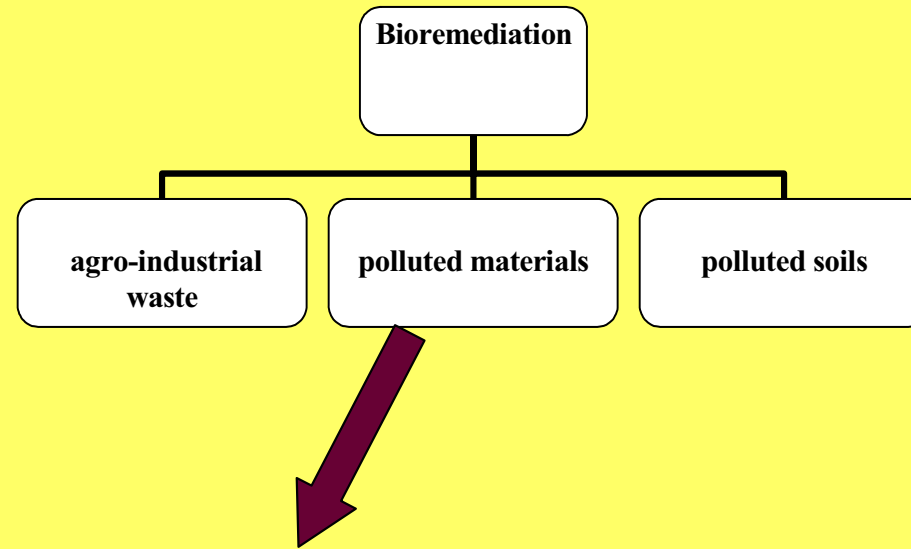 Bioremediation
agro-industrial
waste
polluted materials
polluted soils